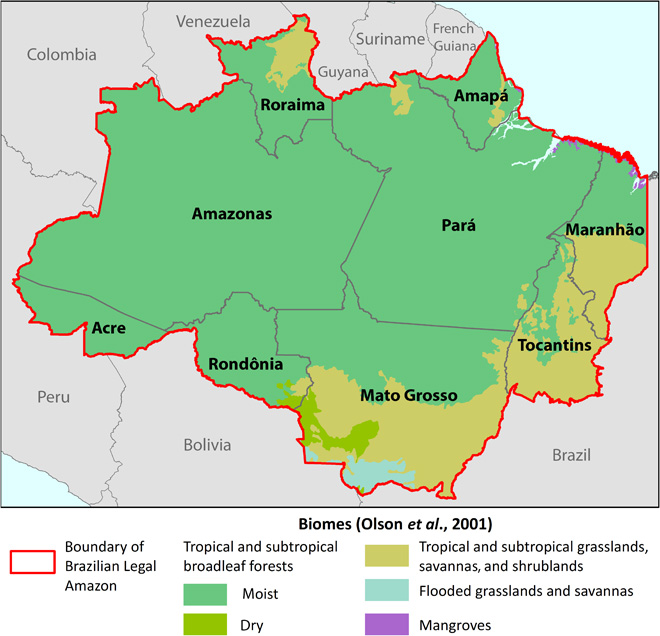 Venezuela
Colombia
Suriname
French
Guiana
Guyana
Roraima
Amapá
Amazonas
Pará
Maranhão
Acre
Rondônia
Tocantins
Mato Grosso
Peru
Bolivia
Brazil
Biomes (Olson et al., 2001)
Boundary of
Brazilian Legal
Amazon
Tropical and subtropical
broadleaf forests
Moist
Dry
Tropical and subtropical grasslands,
savannas, and shrublands
Flooded grasslands and savannas
Mangroves